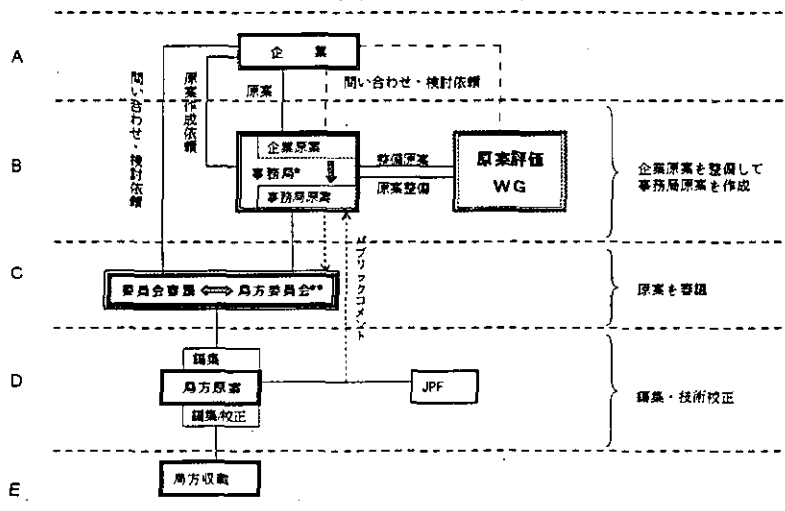 A
企 業
問い合わせ・検討依頼
原案作成依頼
原案
問い合わせ・検討依頼
B
企業原案
事務局*
事務局原案
整備原案
原案整備
原案評価
WG
企業原案を整備して
事務局原案を作成
パブリックコメント
C
委員会審議 ⇔ 局方委員会**
原案を審議
D
編集
局方原案
編集/校正
JPF
編集・技術校正
E
局方収載